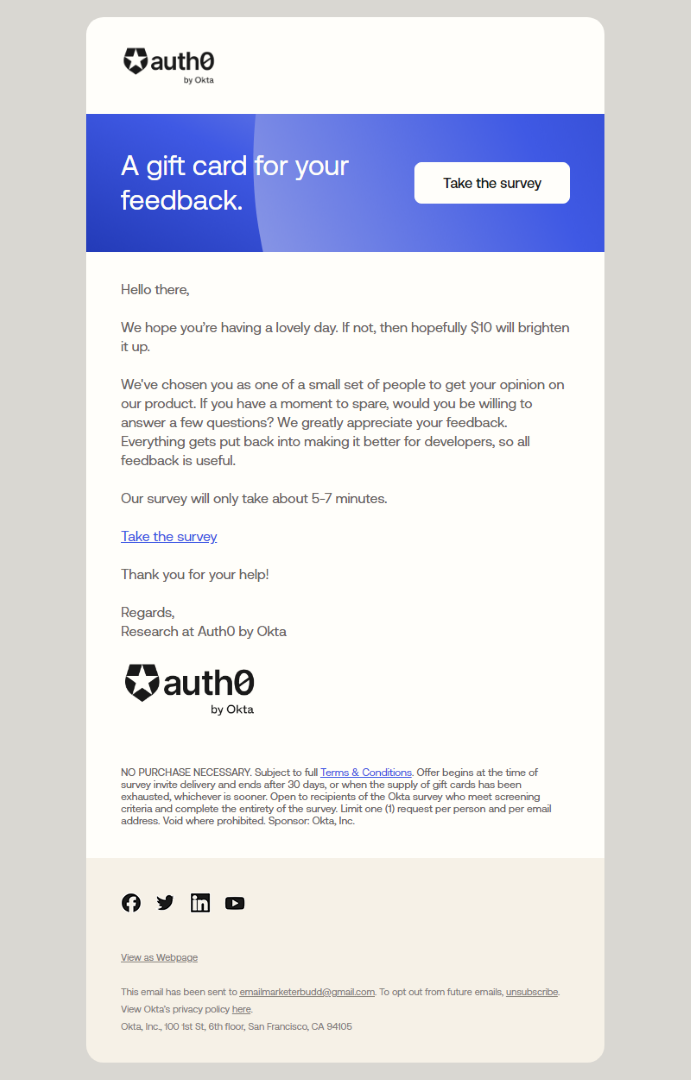 auth0
by Okta
A gift card for your
feedback.
Take the survey
Hello there,
We hope you're having a lovely day. If not, then hopefully $10 will brighten
it up.
We've chosen you as one of a small set of people to get your opinion on
our product. If you have a moment to spare, would you be willing to
answer a few questions? We greatly appreciate your feedback.
Everything gets put back into making it better for developers, so all
feedback is useful.
Our survey will only take about 5-7 minutes.
Take the survey
Thank you for your help!
Regards,
Research at Auth0 by Okta
auth0
by Okta
NO PURCHASE NECESSARY. Subject to full Terms & Conditions. Offer begins at the time of
survey invite delivery and ends after 30 days, or when the supply of gift cards has been
exhausted, whichever is sooner. Open to recipients of the Okta survey who meet screening
criteria and complete the entirety of the survey. Limit one (1) request per person and per email
address. Void where prohibited. Sponsor: Okta, Inc.
View as Webpage
This email has been sent to emailmarketerbudd@gmail.com. To opt out from future emails, unsubscribe.
View Okta's privacy policy here.
Okta, Inc., 100 1st St, 6th floor, San Francisco, CA 94105